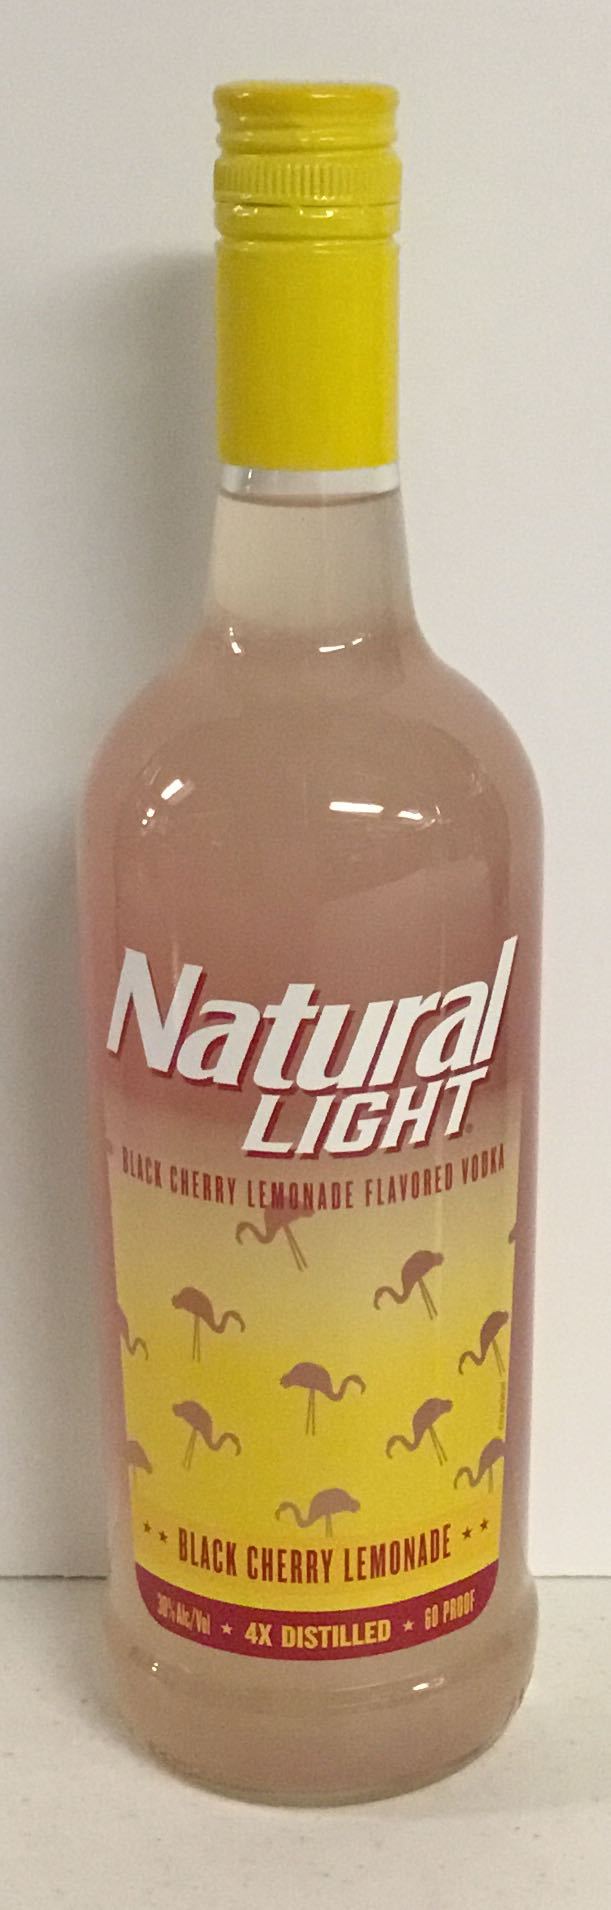 Natural
LIGHT
BLACK CHERRY LEMONADE FLAVORED VODKA
★★ BLACK CHERRY LEMONADE ★★
30% Alc/Vol ★ 4X DISTILLED ★ 60 PROOF